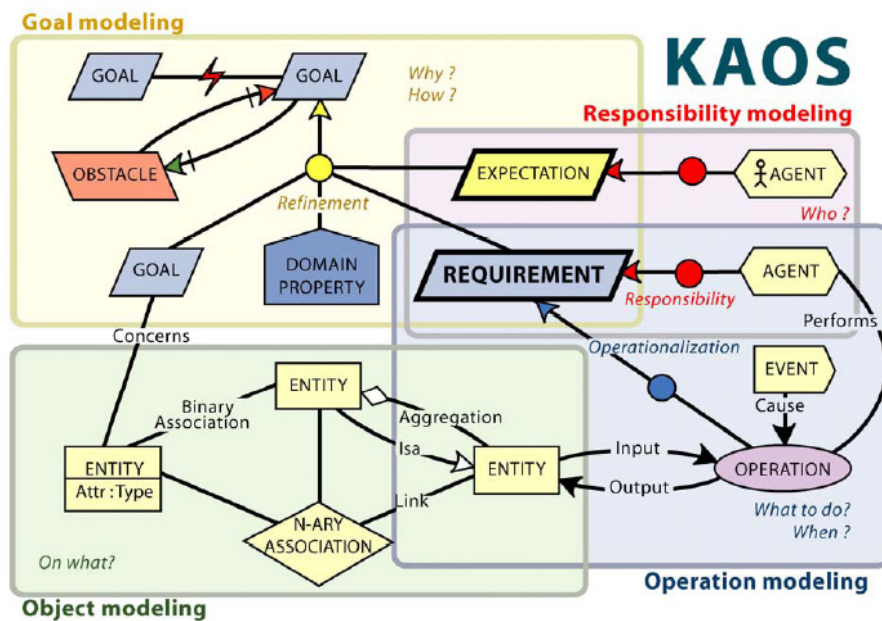 Goal modeling
KAOS
GOAL
GOAL
Why ?
How ?
Responsibility modeling
OBSTACLE
EXPECTATION
AGENT
Refinement
Who ?
GOAL
DOMAIN
PROPERTY
REQUIREMENT
AGENT
Responsibility
Performs
Concerns
Operationalization
EVENT
Cause
ENTITY
Binary
Association
Aggregation
Isa
ENTITY
Attr :Type
ENTITY
Input
Output
OPERATION
Link
N-ARY
ASSOCIATION
What to do?
When ?
On what?
Operation modeling
Object modeling